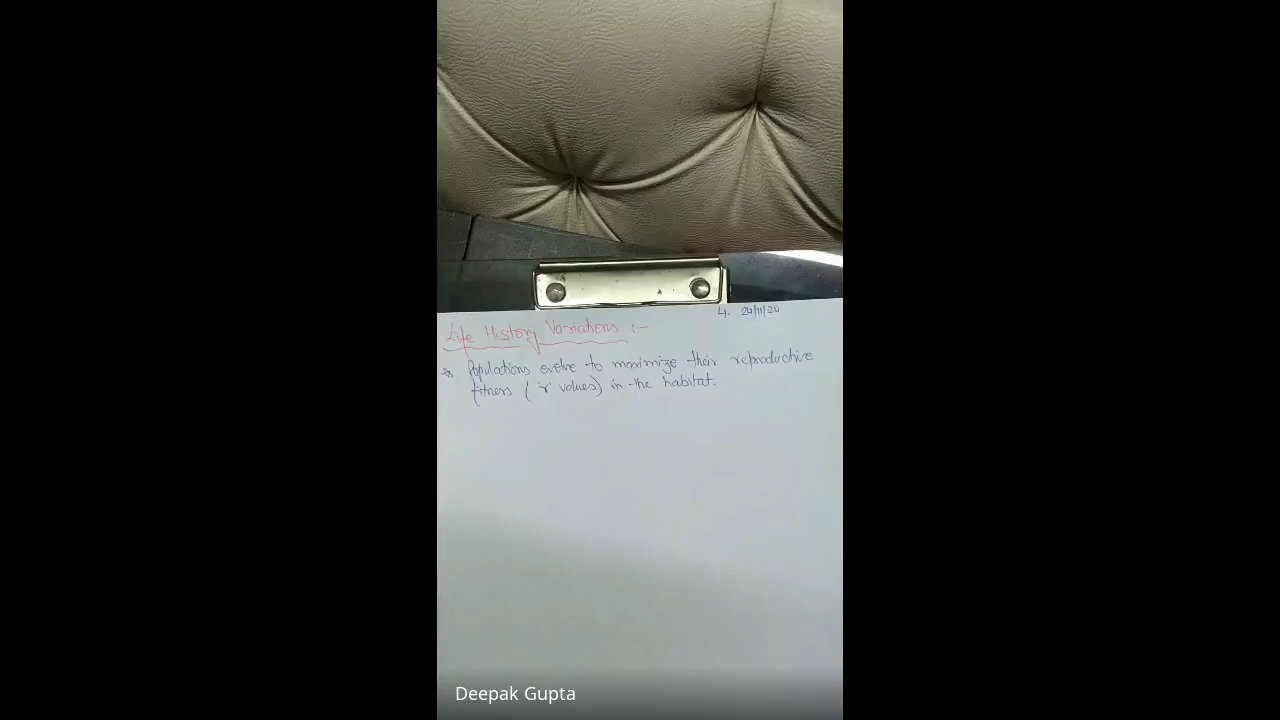 4. 24/11/20
Life History Variations :-
* Populations evolve to maximize their reproductive
fitness ( 'r' values) in the habitat.
Deepak Gupta